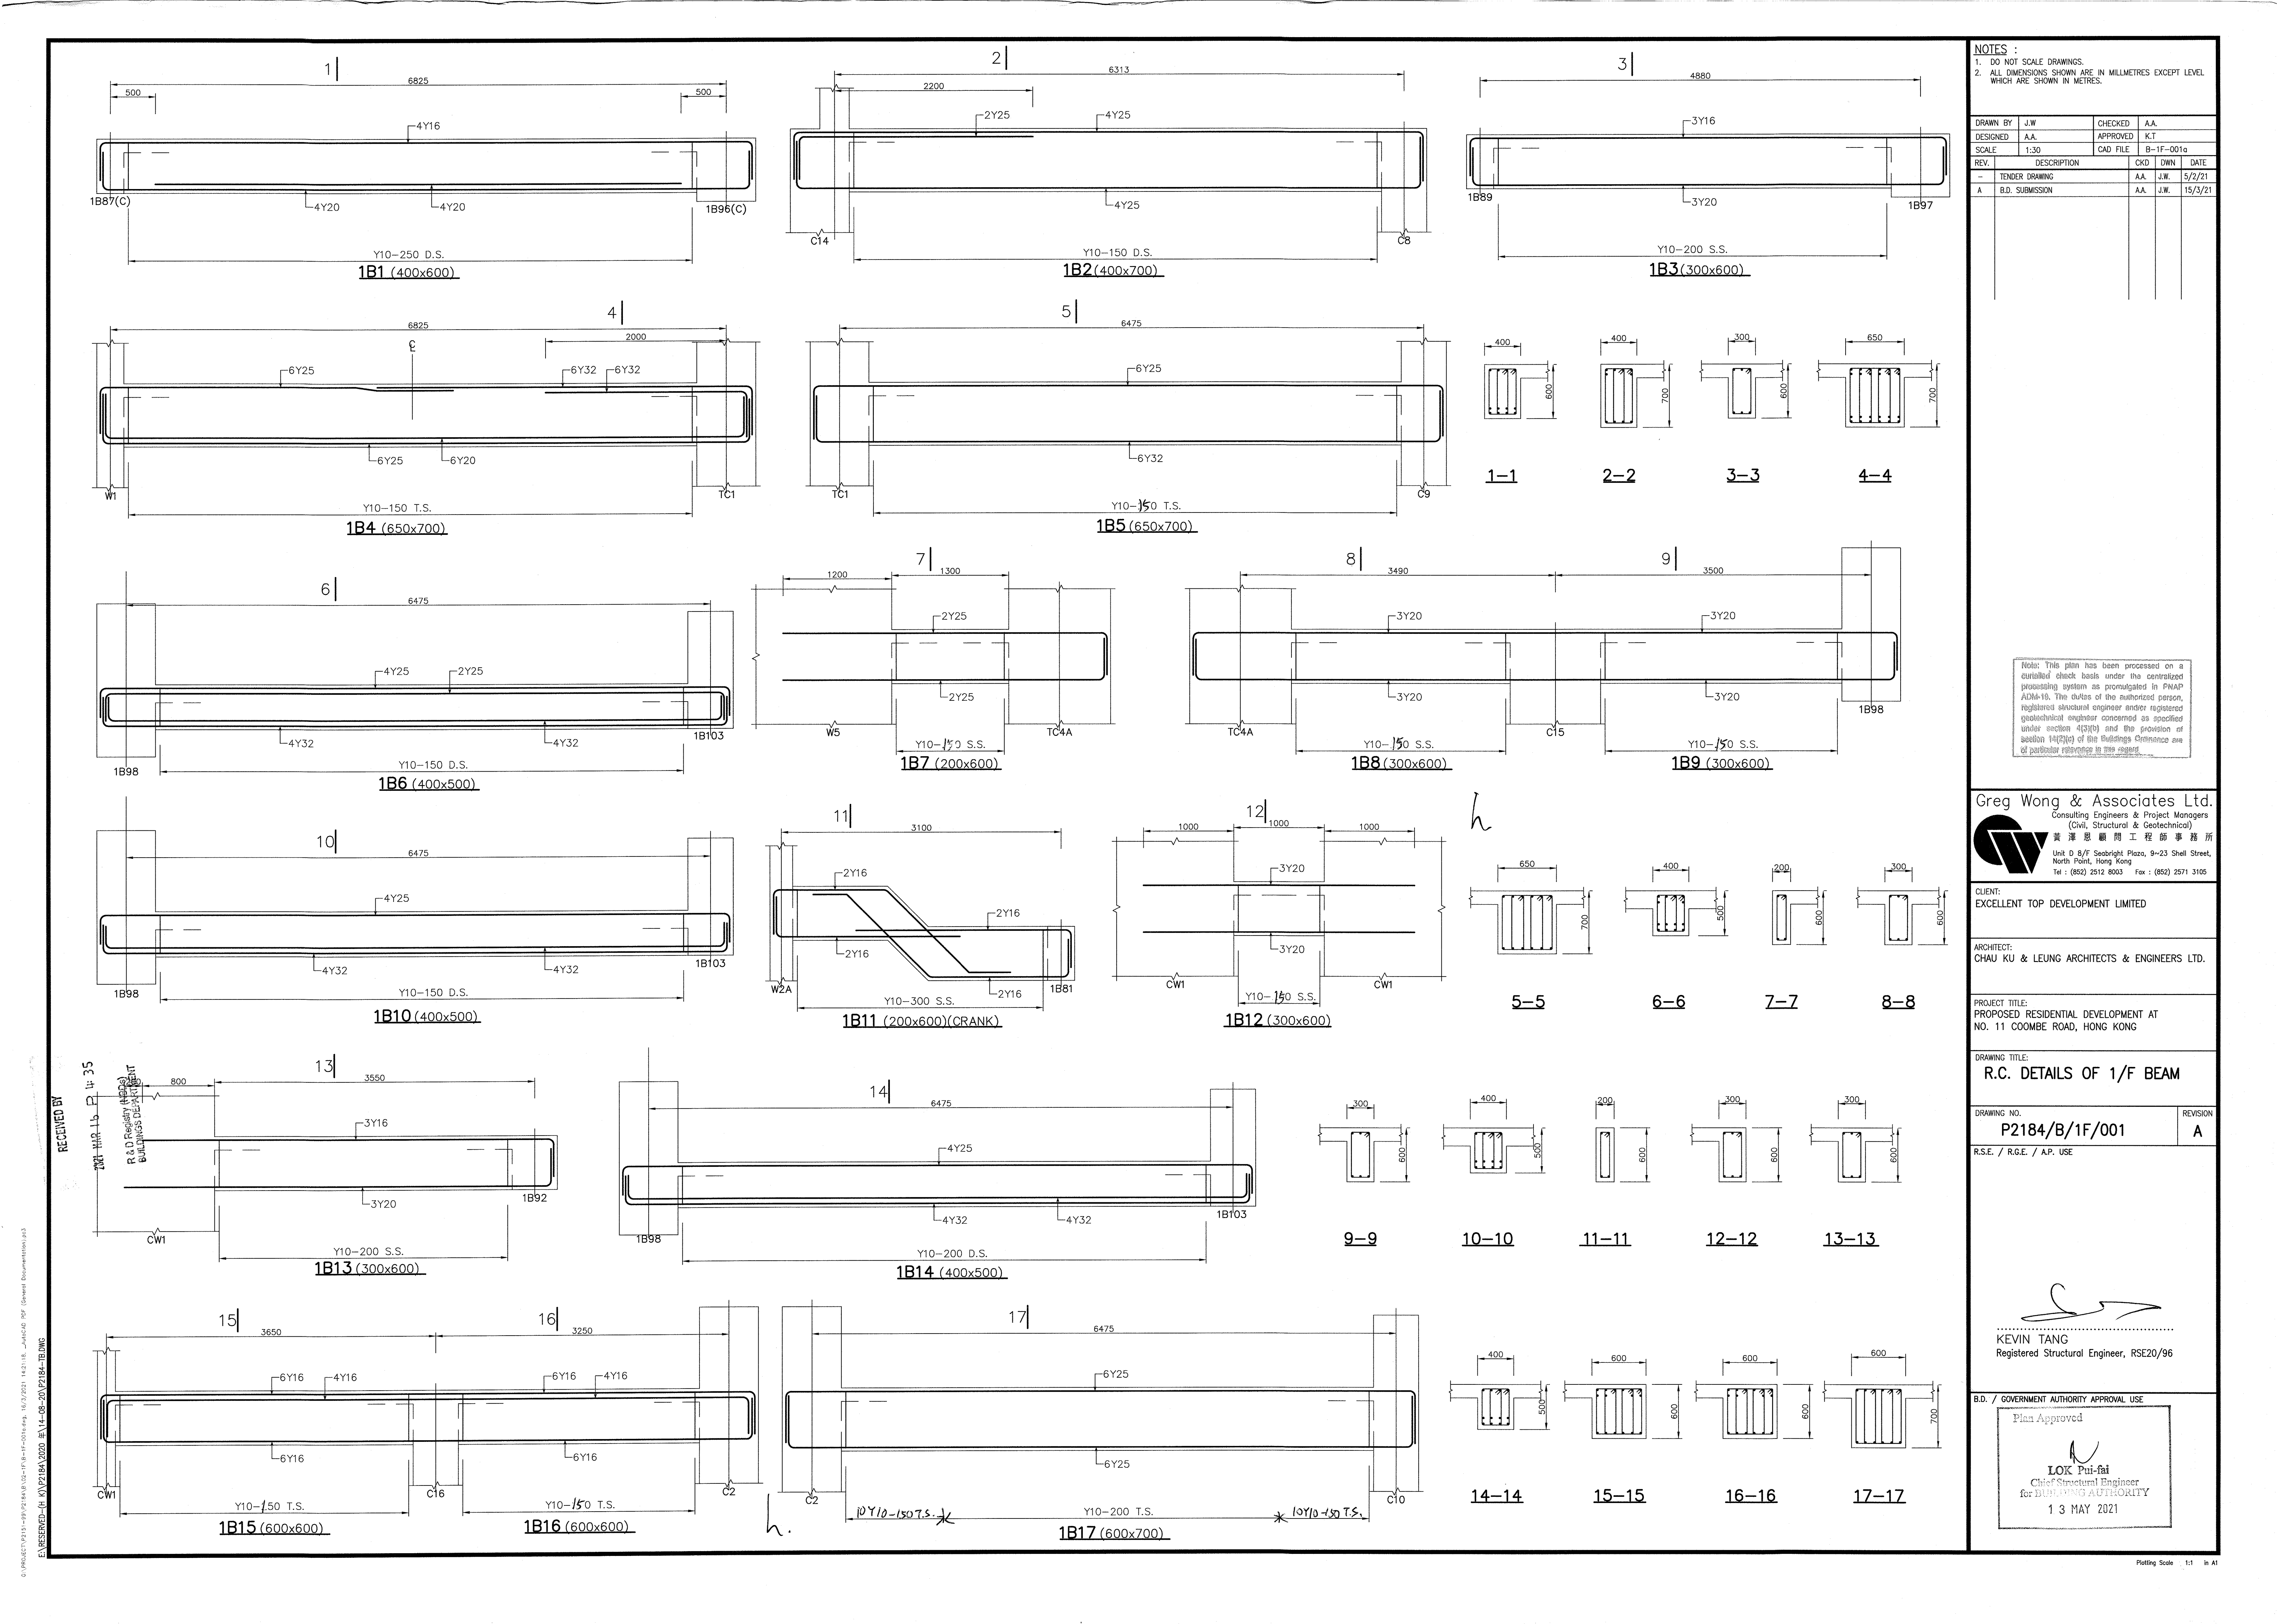 1
6825
500
500
4Y16
1B87(C)
4Y20
4Y20
1B96(C)
Y10-250 D.S.
1B1 (400x600)
2
6313
2200
2Y25
4Y25
4Y25
C14
C8
Y10-150 D.S.
1B2 (400x700)
3
4880
3Y16
1B89
3Y20
1B97
Y10-200 S.S.
1B3 (300x600)
4
6825
2000
℄
6Y25
6Y32
6Y32
6Y25
6Y20
W1
TC1
Y10-150 T.S.
1B4 (650x700)
5
6475
6Y25
6Y32
TC1
C9
Y10-150 T.S.
1B5 (650x700)
400
600
1-1
400
700
2-2
300
600
3-3
650
700
4-4
6
6475
4Y25
2Y25
4Y32
4Y32
1B98
1B103
Y10-150 D.S.
1B6 (400x500)
7
1200
1300
2Y25
2Y25
W5
TC4A
Y10-150 S.S.
1B7 (200x600)
8
3490
9
3500
3Y20
3Y20
3Y20
3Y20
TC4A
C15
1B98
Y10-150 S.S.
Y10-150 S.S.
1B8 (300x600)
1B9 (300x600)
10
6475
4Y25
4Y32
4Y32
1B98
1B103
Y10-150 D.S.
1B10 (400x500)
11
3100
2Y16
2Y16
2Y16
2Y16
W2A
1B81
Y10-300 S.S.
1B11 (200x600)(CRANK)
12
1000
1000
1000
3Y20
3Y20
CW1
CW1
Y10-150 S.S.
1B12 (300x600)
h
650
700
5-5
400
500
6-6
200
600
7-7
300
600
8-8
13
800
3550
3Y16
3Y20
CW1
1B92
Y10-200 S.S.
1B13 (300x600)
14
6475
4Y25
4Y32
4Y32
1B98
1B103
Y10-200 D.S.
1B14 (400x500)
300
600
9-9
400
500
10-10
200
600
11-11
300
600
12-12
300
600
13-13
15
3650
16
3250
6Y16
4Y16
6Y16
4Y16
6Y16
6Y16
CW1
C16
C2
Y10-150 T.S.
Y10-150 T.S.
1B15 (600x600)
1B16 (600x600)
h.
17
6475
6Y25
6Y25
C2
C10
10Y10-150 T.S.
Y10-200 T.S.
10Y10-150 T.S.
1B17 (600x700)
400
500
14-14
600
600
15-15
600
600
16-16
600
700
17-17
RECEIVED BY
2021 MAR 16 P 4:35
R & D Registry (NBDs)
BUILDINGS DEPARTMENT
E:\RESERVED-(H K)\P2184\2020 年\14-08-20\P2184-TB.DWG
NOTES :
1. DO NOT SCALE DRAWINGS.
2. ALL DIMENSIONS SHOWN ARE IN MILLMETRES EXCEPT LEVEL
WHICH ARE SHOWN IN METRES.
DRAWN BY J.W CHECKED A.A.
DESIGNED A.A. APPROVED K.T
SCALE 1:30 CAD FILE B-1F-001a
REV. DESCRIPTION CKD DWN DATE
- TENDER DRAWING A.A. J.W. 5/2/21
A B.D. SUBMISSION A.A. J.W. 15/3/21
Note: This plan has been processed on a
curtailed check basis under the centralized
processing system as promulgated in PNAP
ADM-19. The duties of the authorized person,
registered structural engineer and/or registered
geotechnical engineer concerned as specified
under section 4(3)(b) and the provision of
section 14(2)(c) of the Buildings Ordinance are
of particular relevance in this regard.
Greg Wong & Associates Ltd.
Consulting Engineers & Project Managers
(Civil, Structural & Geotechnical)
黃澤恩顧問工程師事務所
Unit D 8/F Seabright Plaza, 9~23 Shell Street,
North Point, Hong Kong
Tel : (852) 2512 8003 Fax : (852) 2571 3105
CLIENT:
EXCELLENT TOP DEVELOPMENT LIMITED
ARCHITECT:
CHAU KU & LEUNG ARCHITECTS & ENGINEERS LTD.
PROJECT TITLE:
PROPOSED RESIDENTIAL DEVELOPMENT AT
NO. 11 COOMBE ROAD, HONG KONG
DRAWING TITLE:
R.C. DETAILS OF 1/F BEAM
DRAWING NO. REVISION
P2184/B/1F/001 A
R.S.E. / R.G.E. / A.P. USE
KEVIN TANG
Registered Structural Engineer, RSE20/96
B.D. / GOVERNMENT AUTHORITY APPROVAL USE
Plan Approved
LOK Pui-fai
Chief Structural Engineer
for BUILDING AUTHORITY
13 MAY 2021
Plotting Scale 1:1 in A1